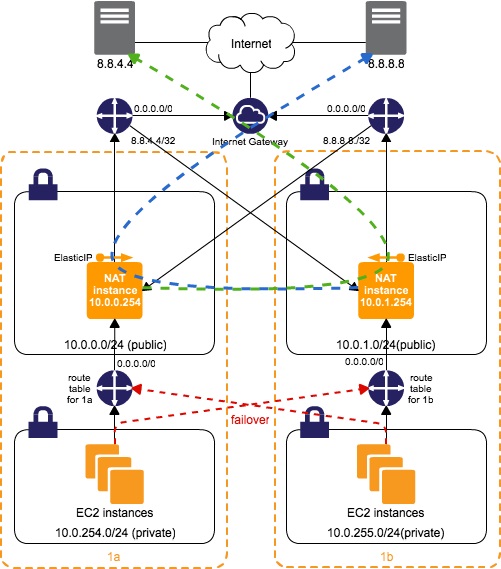 Internet
8.8.4.4
8.8.8.8
0.0.0.0/0
0.0.0.0/0
Internet Gateway
8.8.4.4/32
8.8.8.8./32
ElasticIP
ElasticIP
NAT
instance
10.0.0.254
NAT
instance
10.0.1.254
10.0.0.0/24 (public)
10.0.1.0/24(public)
0.0.0.0/0
0.0.0.0/0
route
table
for 1a
route
table
for 1b
failover
EC2 instances
EC2 instances
10.0.254.0/24 (private)
10.0.255.0/24(private)
1a
1b